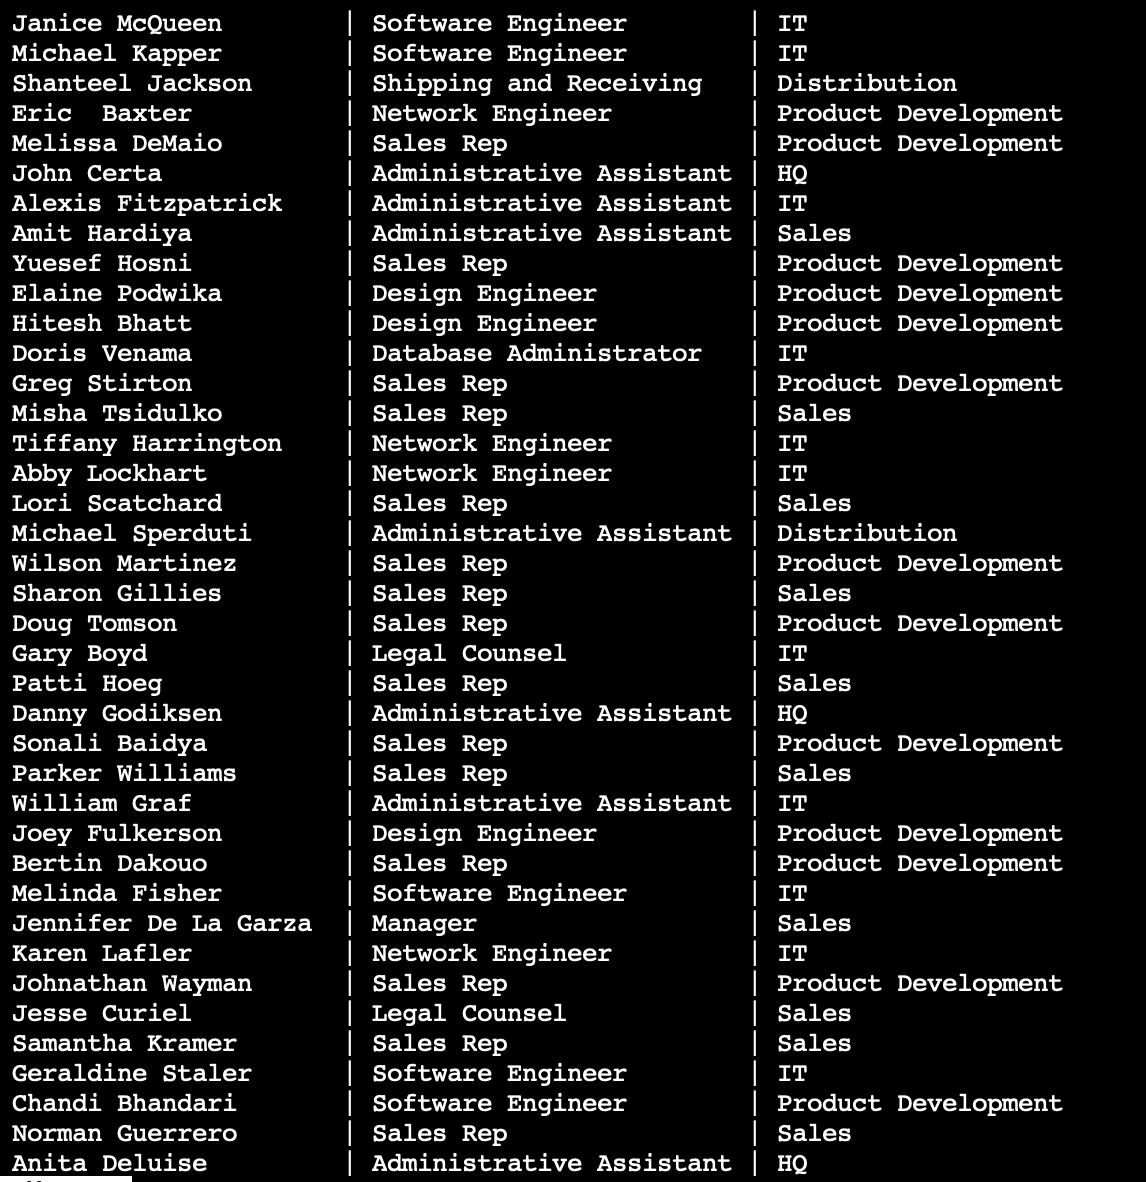 Janice McQueen | Software Engineer | IT
Michael Kapper | Software Engineer | IT
Shanteel Jackson | Shipping and Receiving | Distribution
Eric  Baxter | Network Engineer | Product Development
Melissa DeMaio | Sales Rep | Product Development
John Certa | Administrative Assistant | HQ
Alexis Fitzpatrick | Administrative Assistant | IT
Amit Hardiya | Administrative Assistant | Sales
Yuesef Hosni | Sales Rep | Product Development
Elaine Podwika | Design Engineer | Product Development
Hitesh Bhatt | Design Engineer | Product Development
Doris Venama | Database Administrator | IT
Greg Stirton | Sales Rep | Product Development
Misha Tsidulko | Sales Rep | Sales
Tiffany Harrington | Network Engineer | IT
Abby Lockhart | Network Engineer | IT
Lori Scatchard | Sales Rep | Sales
Michael Sperduti | Administrative Assistant | Distribution
Wilson Martinez | Sales Rep | Product Development
Sharon Gillies | Sales Rep | Sales
Doug Tomson | Sales Rep | Product Development
Gary Boyd | Legal Counsel | IT
Patti Hoeg | Sales Rep | Sales
Danny Godiksen | Administrative Assistant | HQ
Sonali Baidya | Sales Rep | Product Development
Parker Williams | Sales Rep | Sales
William Graf | Administrative Assistant | IT
Joey Fulkerson | Design Engineer | Product Development
Bertin Dakouo | Sales Rep | Product Development
Melinda Fisher | Software Engineer | IT
Jennifer De La Garza | Manager | Sales
Karen Lafler | Network Engineer | IT
Johnathan Wayman | Sales Rep | Product Development
Jesse Curiel | Legal Counsel | Sales
Samantha Kramer | Sales Rep | Sales
Geraldine Staler | Software Engineer | IT
Chandi Bhandari | Software Engineer | Product Development
Norman Guerrero | Sales Rep | Sales
Anita Deluise | Administrative Assistant | HQ